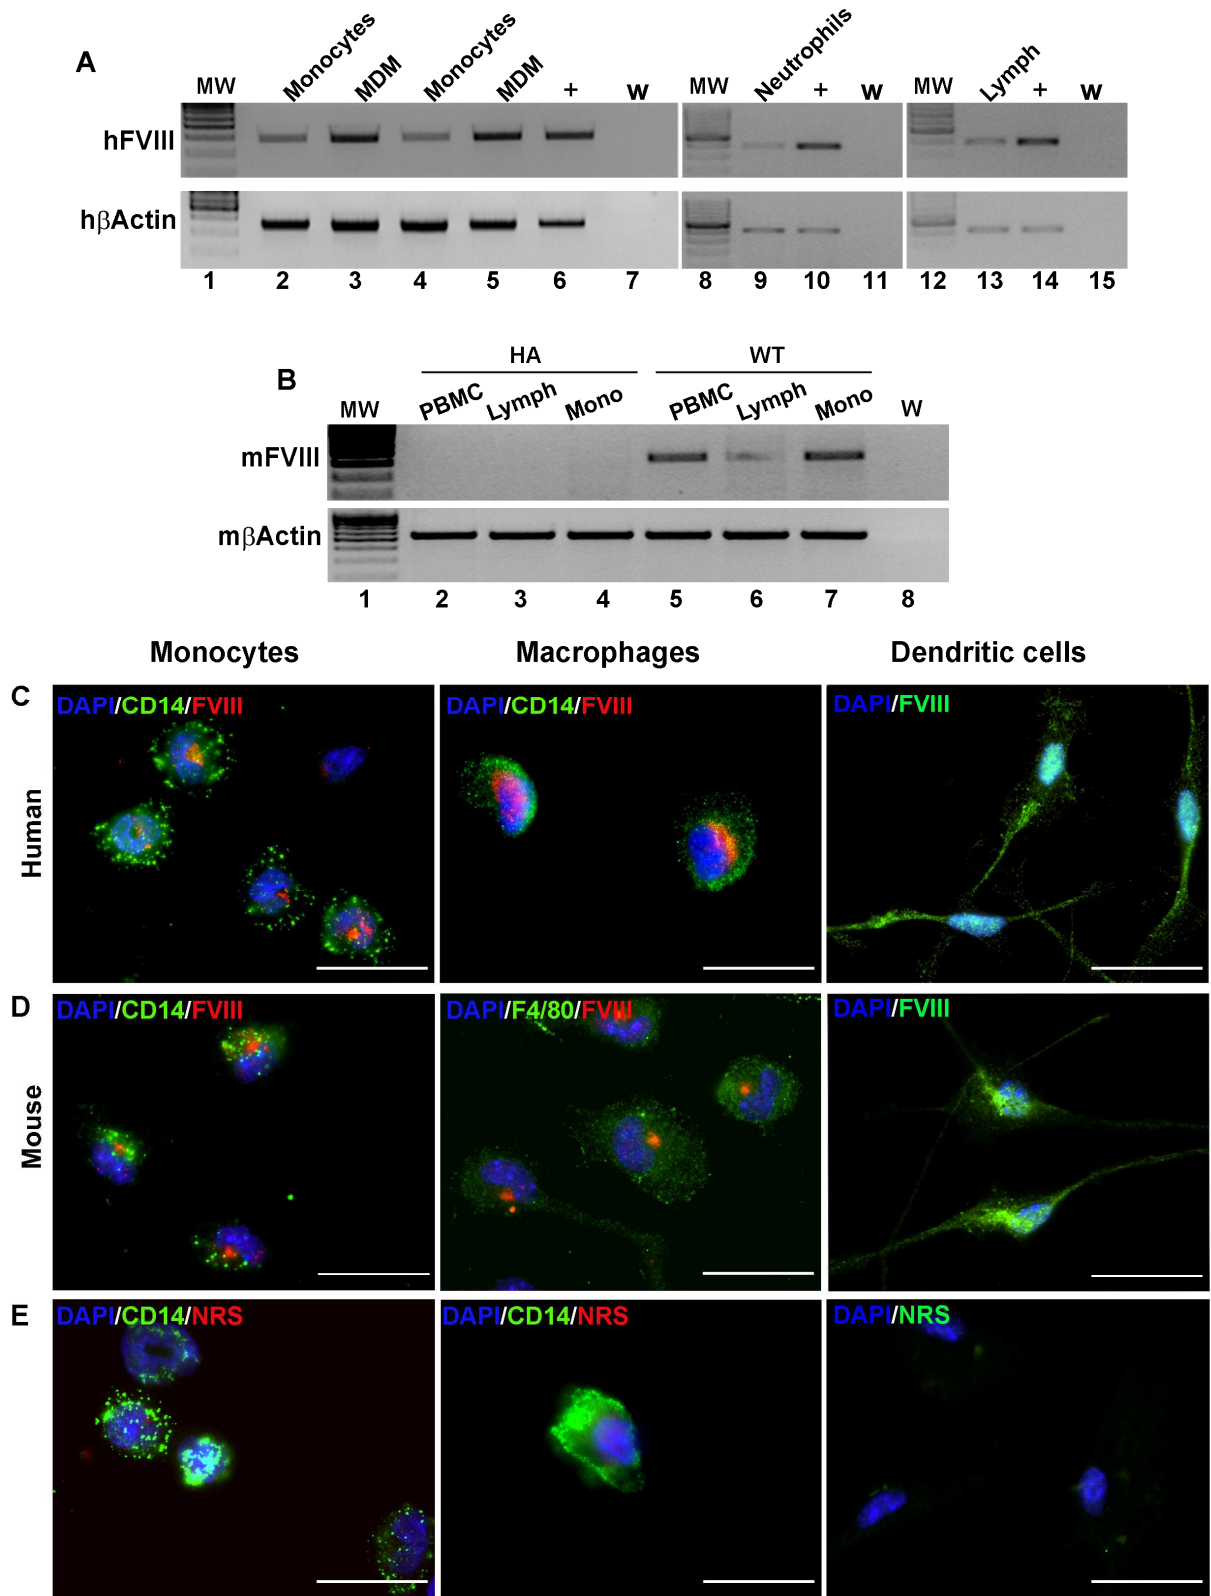 A
MW Monocytes MDM Monocytes MDM + W MW Neutrophils + W MW Lymph + W
hFVIII
hβActin
1 2 3 4 5 6 7 8 9 10 11 12 13 14 15
B
HA WT
MW PBMC Lymph Mono PBMC Lymph Mono W
mFVIII
mβActin
1 2 3 4 5 6 7 8
Monocytes Macrophages Dendritic cells
C
Human
DAPI/CD14/FVIII DAPI/CD14/FVIII DAPI/FVIII
D
Mouse
DAPI/CD14/FVIII DAPI/F4/80/FVIII DAPI/FVIII
E
DAPI/CD14/NRS DAPI/CD14/NRS DAPI/NRS